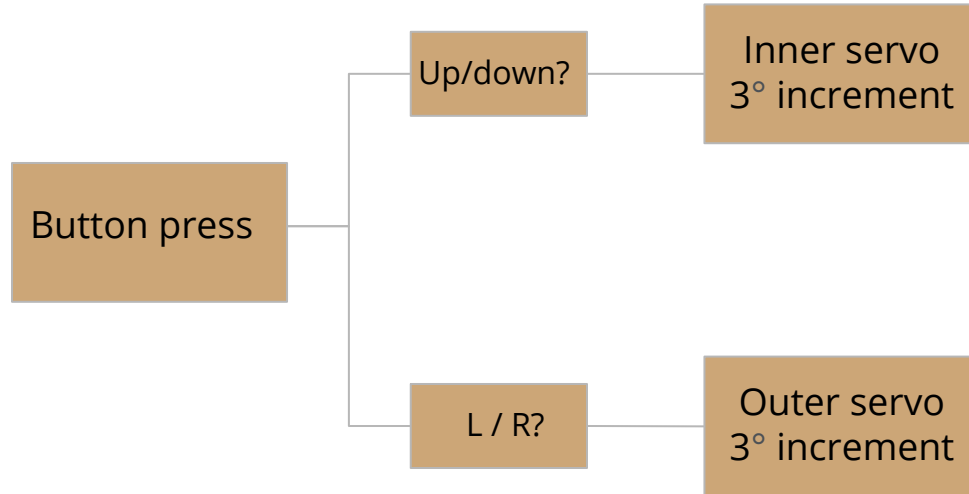 Button press
Up/down?
Inner servo
3° increment
L / R?
Outer servo
3° increment